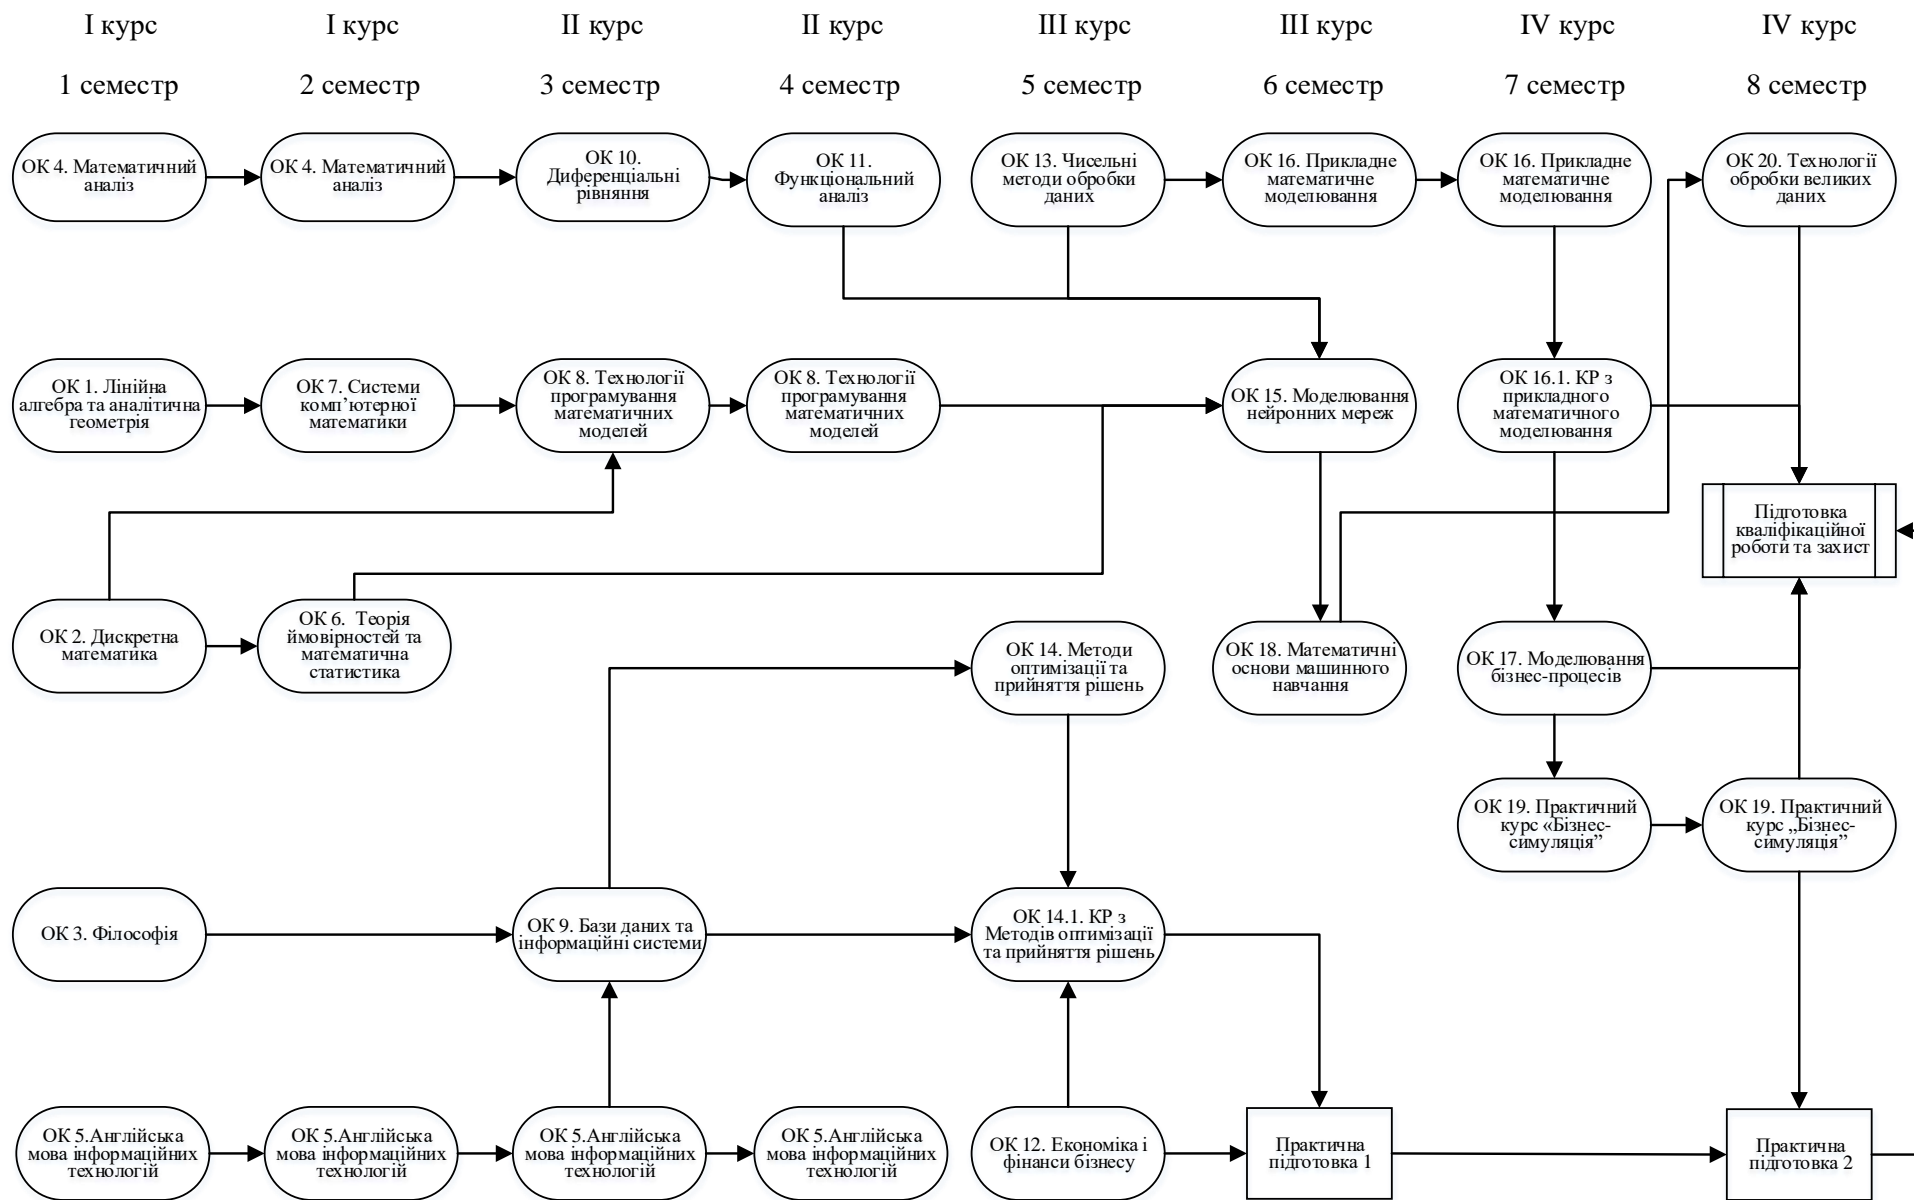 I курс
I курс
II курс
II курс
III курс
III курс
IV курс
IV курс
1 семестр
2 семестр
3 семестр
4 семестр
5 семестр
6 семестр
7 семестр
8 семестр
ОК 4. Математичний
аналіз
ОК 4. Математичний
аналіз
ОК 10.
Диференціальні
рівняння
ОК 11.
Функціональний
аналіз
ОК 13. Чисельні
методи обробки
даних
ОК 16. Прикладне
математичне
моделювання
ОК 16. Прикладне
математичне
моделювання
ОК 20. Технології
обробки великих
даних
ОК 1. Лінійна
алгебра та аналітична
геометрія
ОК 7. Системи
комп’ютерної
математики
ОК 8. Технології
програмування
математичних
моделей
ОК 8. Технології
програмування
математичних
моделей
ОК 15. Моделювання
нейронних мереж
ОК 16.1. КР з
прикладного
математичного
моделювання
Підготовка
кваліфікаційної
роботи та захист
ОК 2. Дискретна
математика
ОК 6. Теорія
ймовірностей та
математична
статистика
ОК 14. Методи
оптимізації та
прийняття рішень
ОК 18. Математичні
основи машинного
навчання
ОК 17. Моделювання
бізнес-процесів
ОК 19. Практичний
курс «Бізнес-
симуляція”
ОК 19. Практичний
курс „Бізнес-
симуляція”
ОК 3. Філософія
ОК 9. Бази даних та
інформаційні системи
ОК 14.1. КР з
Методів оптимізації
та прийняття рішень
ОК 5.Англійська
мова інформаційних
технологій
ОК 5.Англійська
мова інформаційних
технологій
ОК 5.Англійська
мова інформаційних
технологій
ОК 5.Англійська
мова інформаційних
технологій
ОК 12. Економіка і
фінанси бізнесу
Практична
підготовка 1
Практична
підготовка 2